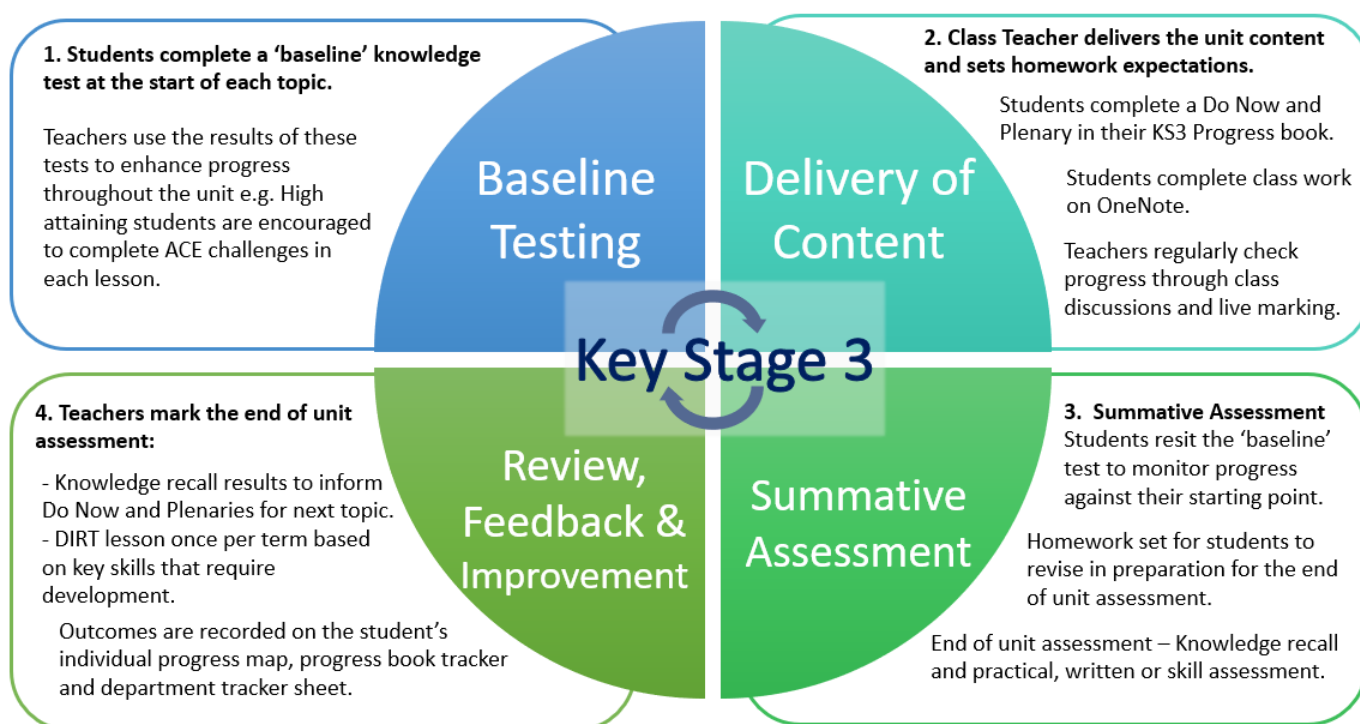 1. Students complete a ‘baseline’ knowledge
test at the start of each topic.
Teachers use the results of these
tests to enhance progress
throughout the unit e.g. High
attaining students are encouraged
to complete ACE challenges in
each lesson.
Baseline
Testing
2. Class Teacher delivers the unit content
and sets homework expectations.
Students complete a Do Now and
Plenary in their KS3 Progress book.
Students complete class work
on OneNote.
Teachers regularly check
progress through class
discussions and live marking.
Delivery of
Content
Key Stage 3
3. Summative Assessment
Students resit the ‘baseline’
test to monitor progress
against their starting point.
Homework set for students to
revise in preparation for the end
of unit assessment.
End of unit assessment – Knowledge recall
and practical, written or skill assessment.
Summative
Assessment
4. Teachers mark the end of unit
assessment:
- Knowledge recall results to inform
Do Now and Plenaries for next topic.
- DIRT lesson once per term based
on key skills that require
development.
Outcomes are recorded on the student’s
individual progress map, progress book tracker
and department tracker sheet.
Review,
Feedback &
Improvement